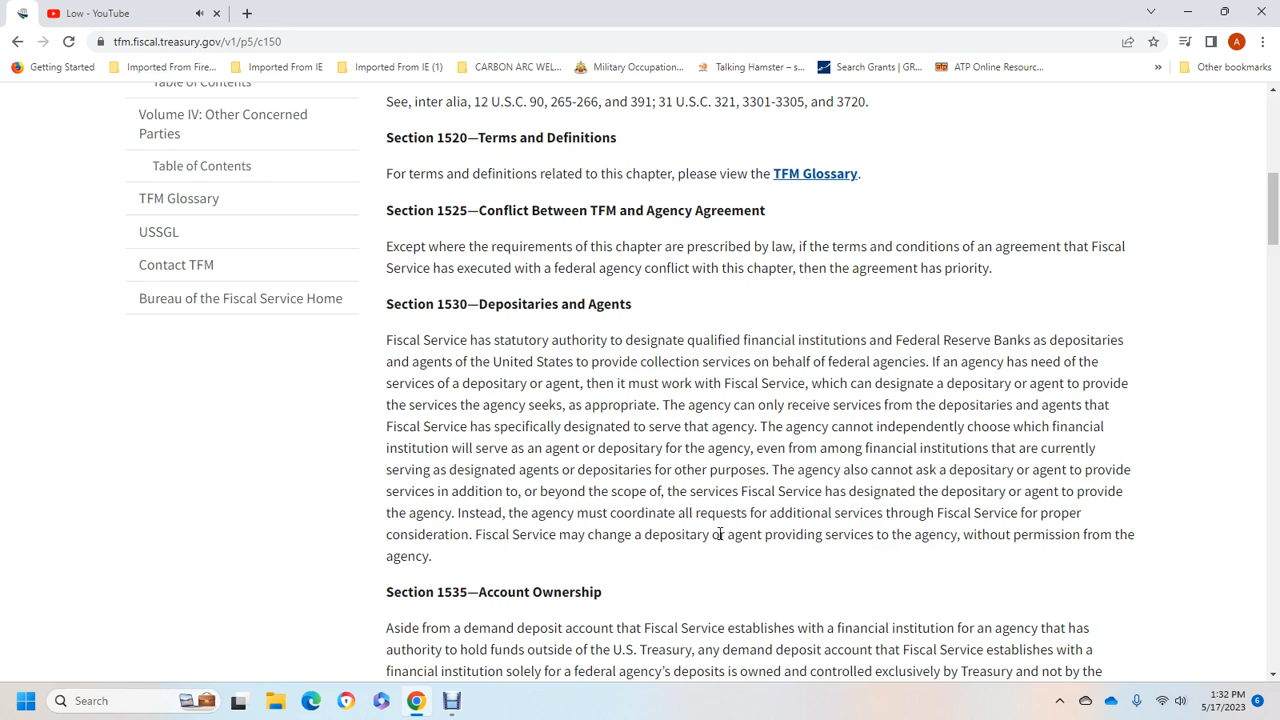 Low - YouTube
tfm.fiscal.treasury.gov/v1/p5/c150
Getting Started
Imported From Fire...
Imported From IE
Imported From IE (1)
CARBON ARC WEL...
Military Occupation...
Talking Hamster – s...
Search Grants | GR...
ATP Online Resourc...
»
Other bookmarks
Table of Contents
Volume IV: Other Concerned
Parties
Table of Contents
TFM Glossary
USSGL
Contact TFM
Bureau of the Fiscal Service Home
See, inter alia, 12 U.S.C. 90, 265-266, and 391; 31 U.S.C. 321, 3301-3305, and 3720.
Section 1520—Terms and Definitions
For terms and definitions related to this chapter, please view the TFM Glossary.
Section 1525—Conflict Between TFM and Agency Agreement
Except where the requirements of this chapter are prescribed by law, if the terms and conditions of an agreement that Fiscal
Service has executed with a federal agency conflict with this chapter, then the agreement has priority.
Section 1530—Depositaries and Agents
Fiscal Service has statutory authority to designate qualified financial institutions and Federal Reserve Banks as depositaries
and agents of the United States to provide collection services on behalf of federal agencies. If an agency has need of the
services of a depositary or agent, then it must work with Fiscal Service, which can designate a depositary or agent to provide
the services the agency seeks, as appropriate. The agency can only receive services from the depositaries and agents that
Fiscal Service has specifically designated to serve that agency. The agency cannot independently choose which financial
institution will serve as an agent or depositary for the agency, even from among financial institutions that are currently
serving as designated agents or depositaries for other purposes. The agency also cannot ask a depositary or agent to provide
services in addition to, or beyond the scope of, the services Fiscal Service has designated the depositary or agent to provide
the agency. Instead, the agency must coordinate all requests for additional services through Fiscal Service for proper
consideration. Fiscal Service may change a depositary or agent providing services to the agency, without permission from the
agency.
Section 1535—Account Ownership
Aside from a demand deposit account that Fiscal Service establishes with a financial institution for an agency that has
authority to hold funds outside of the U.S. Treasury, any demand deposit account that Fiscal Service establishes with a
financial institution solely for a federal agency's deposits is owned and controlled exclusively by Treasury and not by the
Search
1:32 PM
5/17/2023
6
A